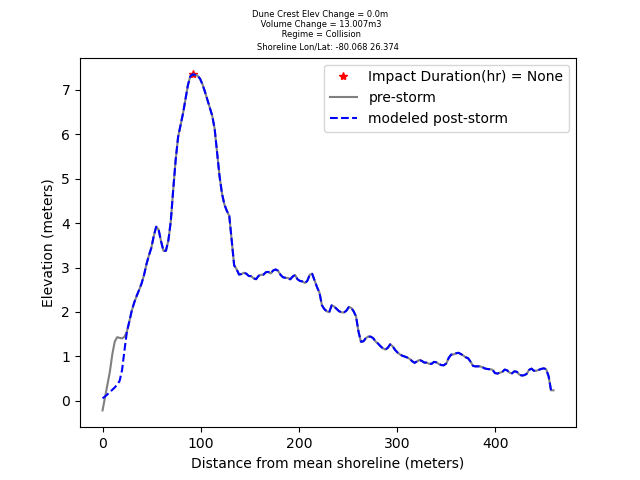 Dune Crest Elev Change = 0.0m
Volume Change = 13.007m3
Regime = Collision
Shoreline Lon/Lat: -80.068 26.374
Impact Duration(hr) = None
pre-storm
modeled post-storm
Elevation (meters)
7
6
5
4
3
2
1
0
0 100 200 300 400
Distance from mean shoreline (meters)